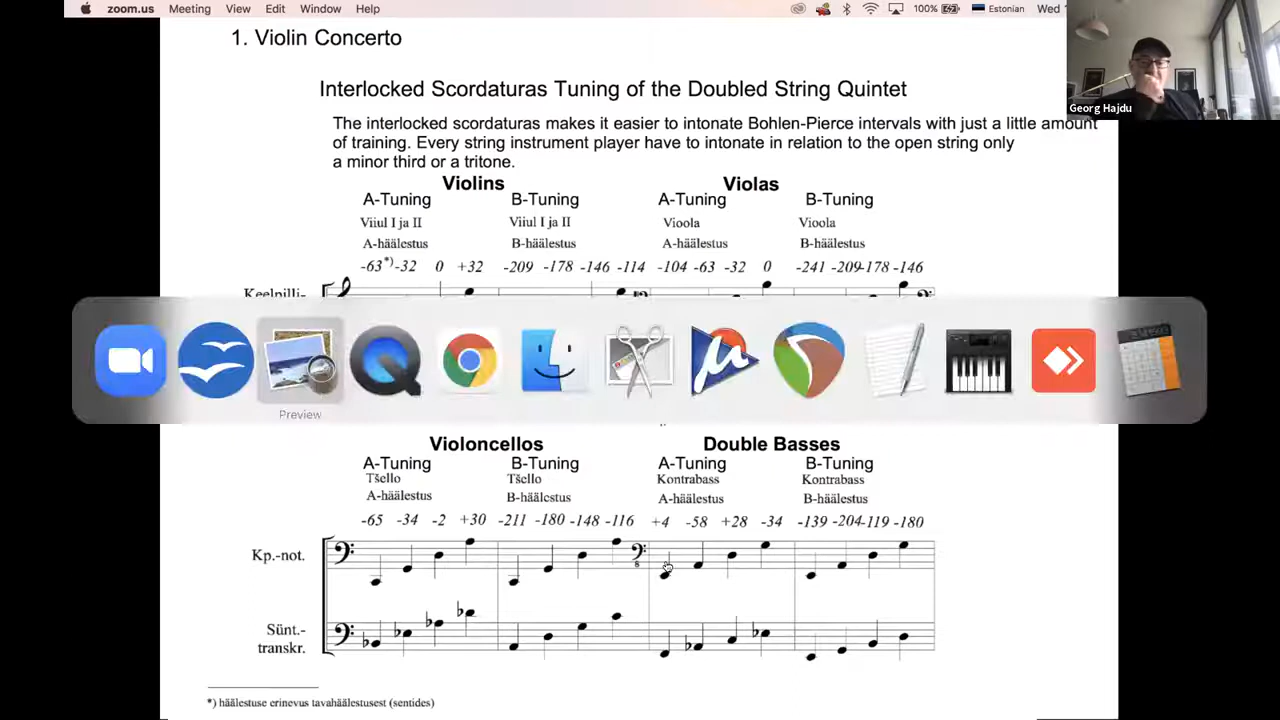 zoom.us Meeting View Edit Window Help 100% Estonian Wed 1
1. Violin Concerto
Georg Hajdu
Interlocked Scordaturas Tuning of the Doubled String Quintet
The interlocked scordaturas makes it easier to intonate Bohlen-Pierce intervals with just a little amount
of training. Every string instrument player have to intonate in relation to the open string only
a minor third or a tritone.
Violins Violas
A-Tuning B-Tuning A-Tuning B-Tuning
Viiul I ja II Viiul I ja II Vioola Vioola
A-häälestus B-häälestus A-häälestus B-häälestus
-63*) -32 0 +32 -209 -178 -146 -114 -104 -63 -32 0 -241 -209 -178 -146
Keelpilli-
Preview
Violoncellos Double Basses
A-Tuning B-Tuning A-Tuning B-Tuning
Tšello Tšello Kontrabass Kontrabass
A-häälestus B-häälestus A-häälestus B-häälestus
-65 -34 -2 +30 -211 -180 -148 -116 +4 -58 +28 -34 -139 -204 -119 -180
Kp.-not.
Sünt.-
transkr.
*) häälestuse erinevus tavahäälestusest (sentides)